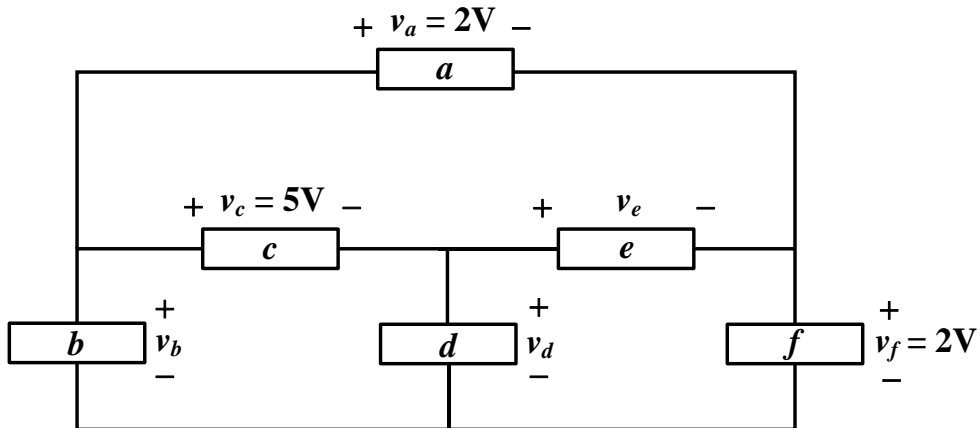 + v_a = 2V −
a
+ v_c = 5V − + v_e −
c e
+ + +
b v_b d v_d f v_f = 2V
− − −